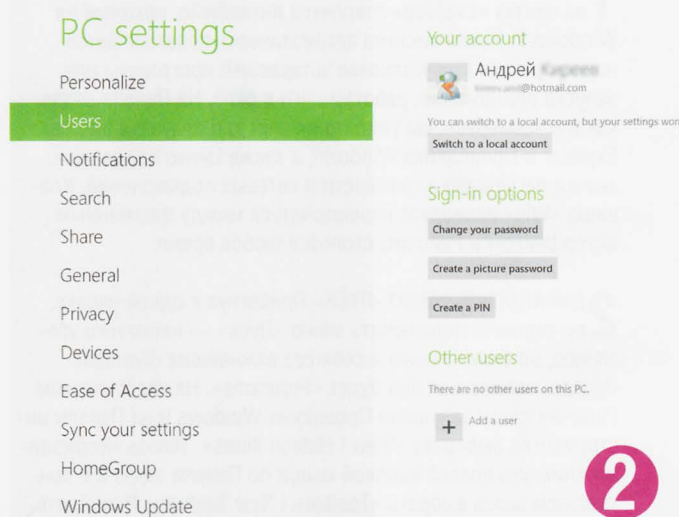 PC settings
Personalize
Users
Notifications
Search
Share
General
Privacy
Devices
Ease of Access
Sync your settings
HomeGroup
Windows Update
Your account
Андрей
@hotmail.com
You can switch to a local account, but your settings won
Switch to a local account
Sign-in options
Change your password
Create a picture password
Create a PIN
Other users
There are no other users on this PC.
+ Add a user
2